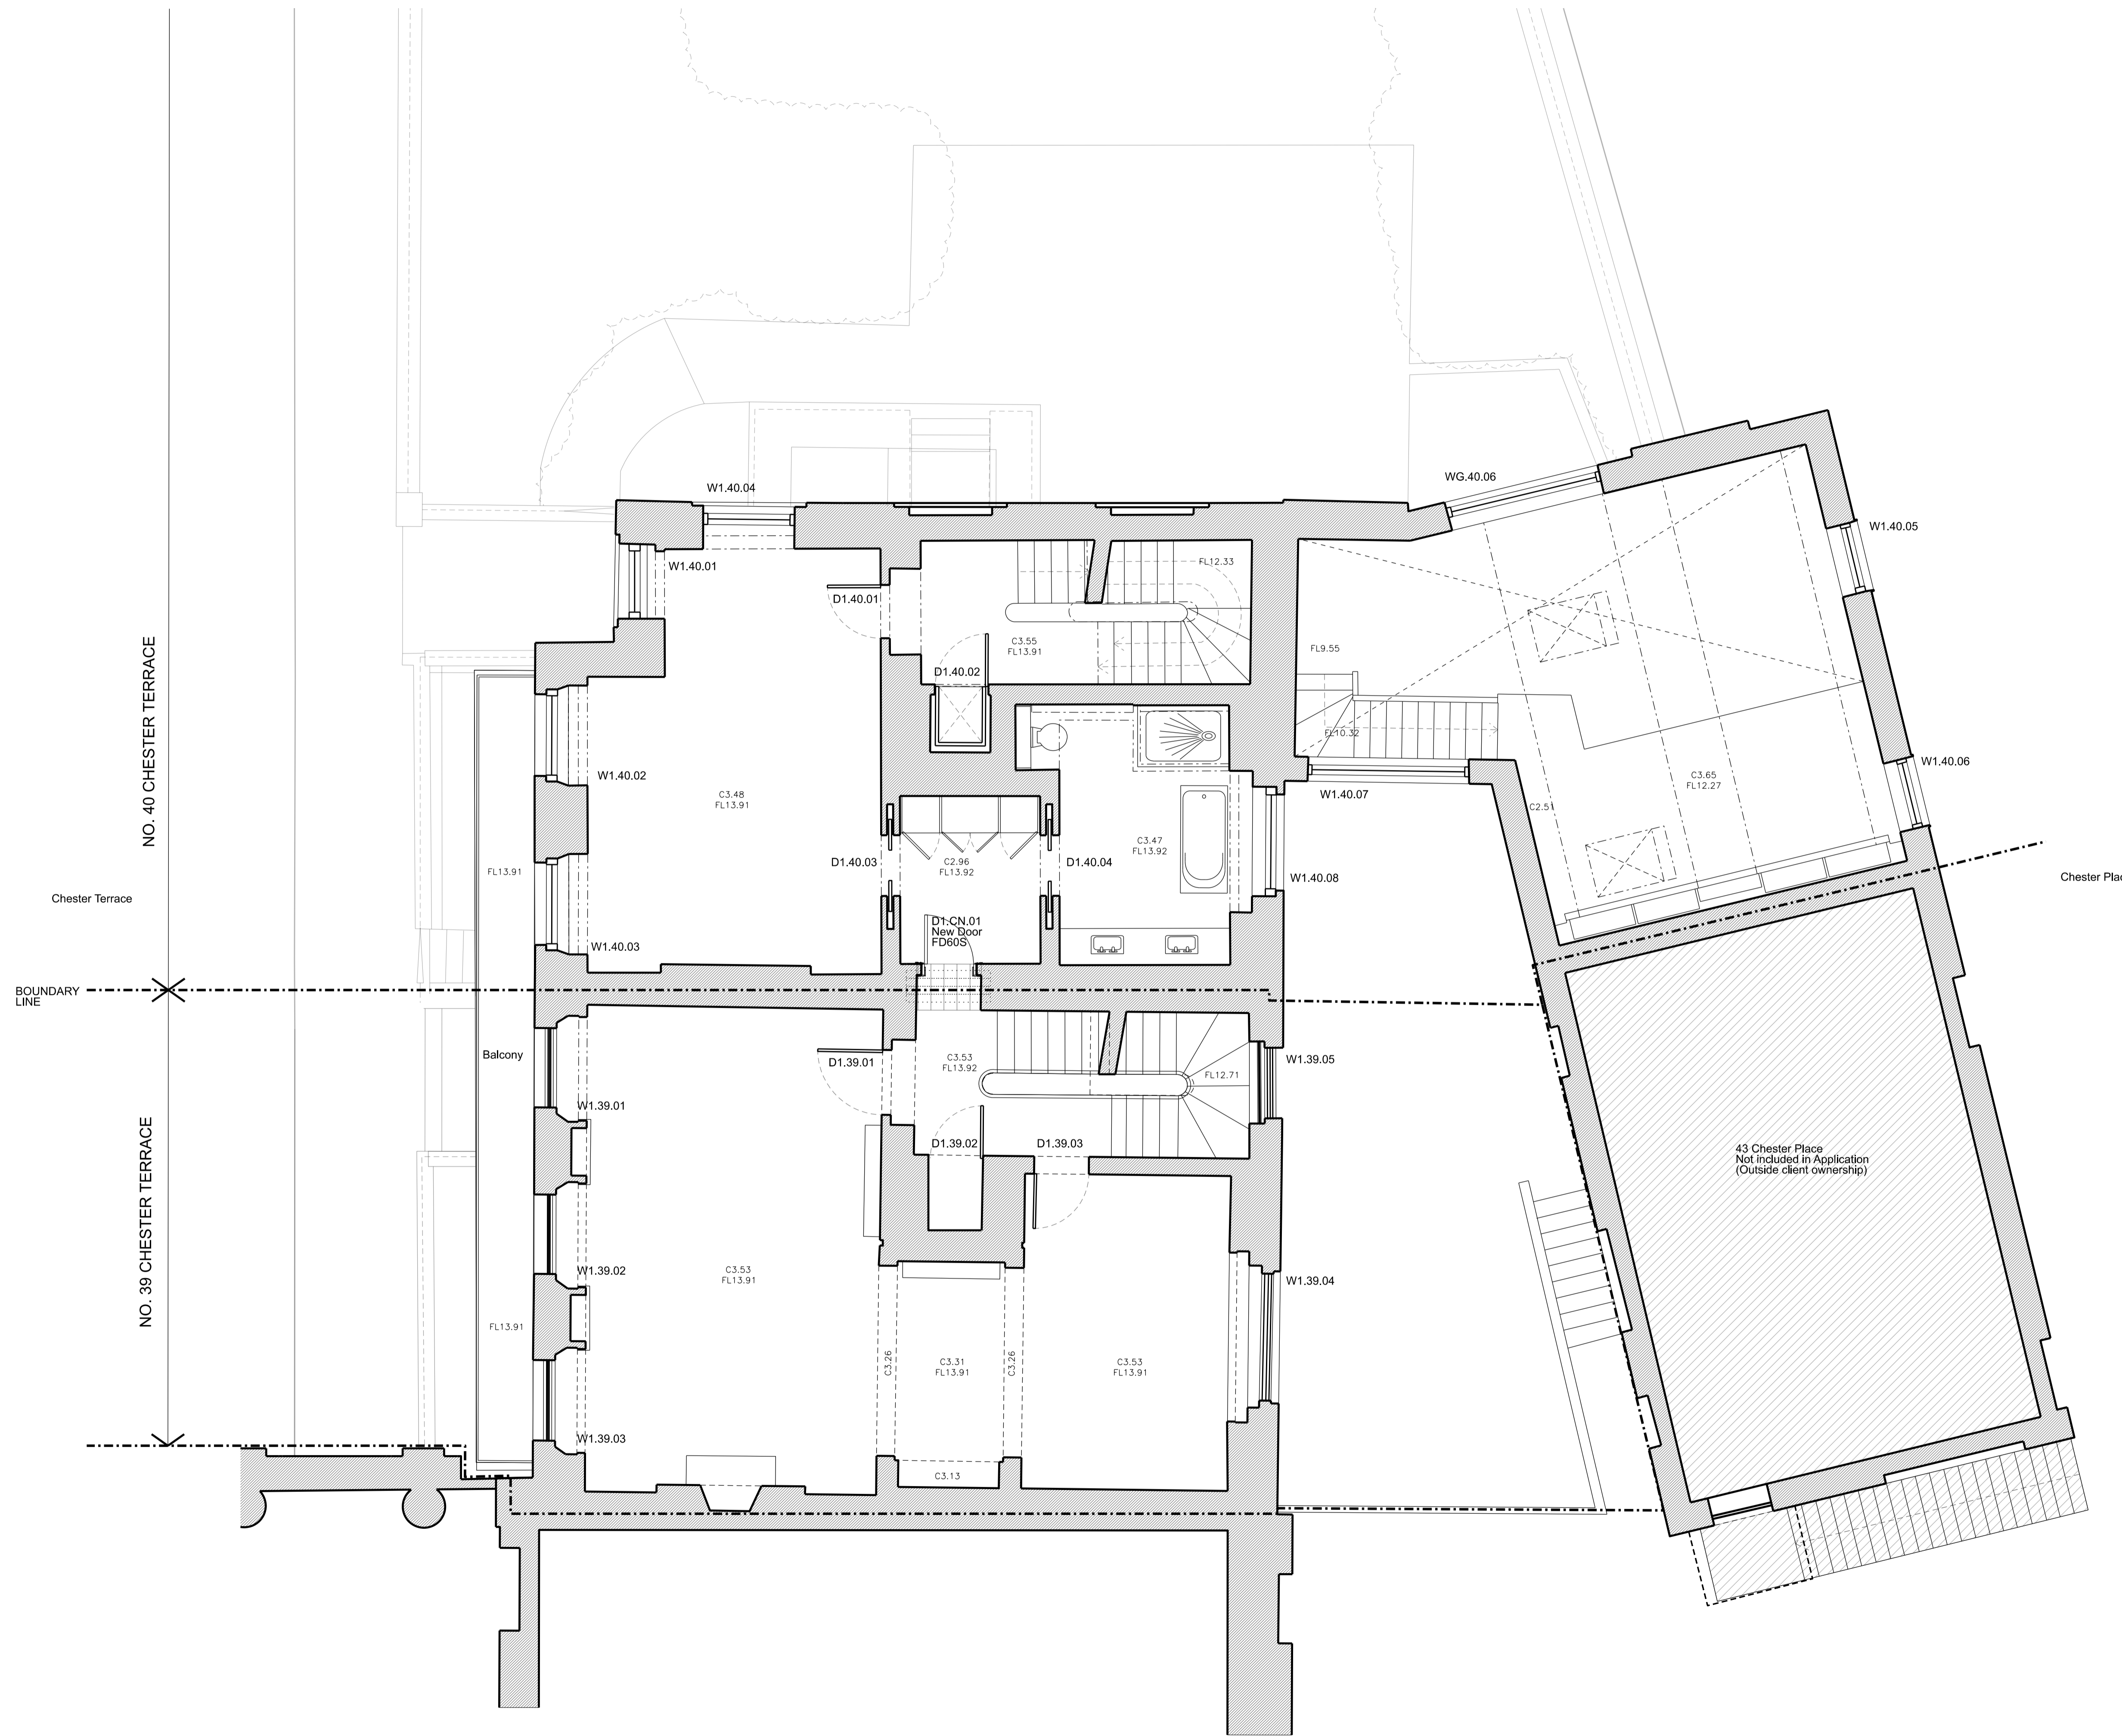 W1.40.04
WG.40.06
W1.40.05
W1.40.01
FL12.33
D1.40.01
C3.55
FL13.91
FL9.55
D1.40.02
NO. 40 CHESTER TERRACE
FL10.32
W1.40.02
W1.40.06
C3.65
FL12.27
C3.48
FL13.91
W1.40.07
C2.51
C3.47
FL13.92
D1.40.03
C2.96
FL13.92
D1.40.04
FL13.91
W1.40.08
Chester Plac
Chester Terrace
D1.CN.01
New Door
FD60S
W1.40.03
BOUNDARY
LINE
Balcony
D1.39.01
C3.53
FL13.92
W1.39.05
FL12.71
W1.39.01
D1.39.02
D1.39.03
43 Chester Place
Not included in Application
(Outside client ownership)
NO. 39 CHESTER TERRACE
W1.39.02
C3.53
FL13.91
W1.39.04
FL13.91
C3.26
C3.31
FL13.91
C3.26
C3.53
FL13.91
W1.39.03
C3.13